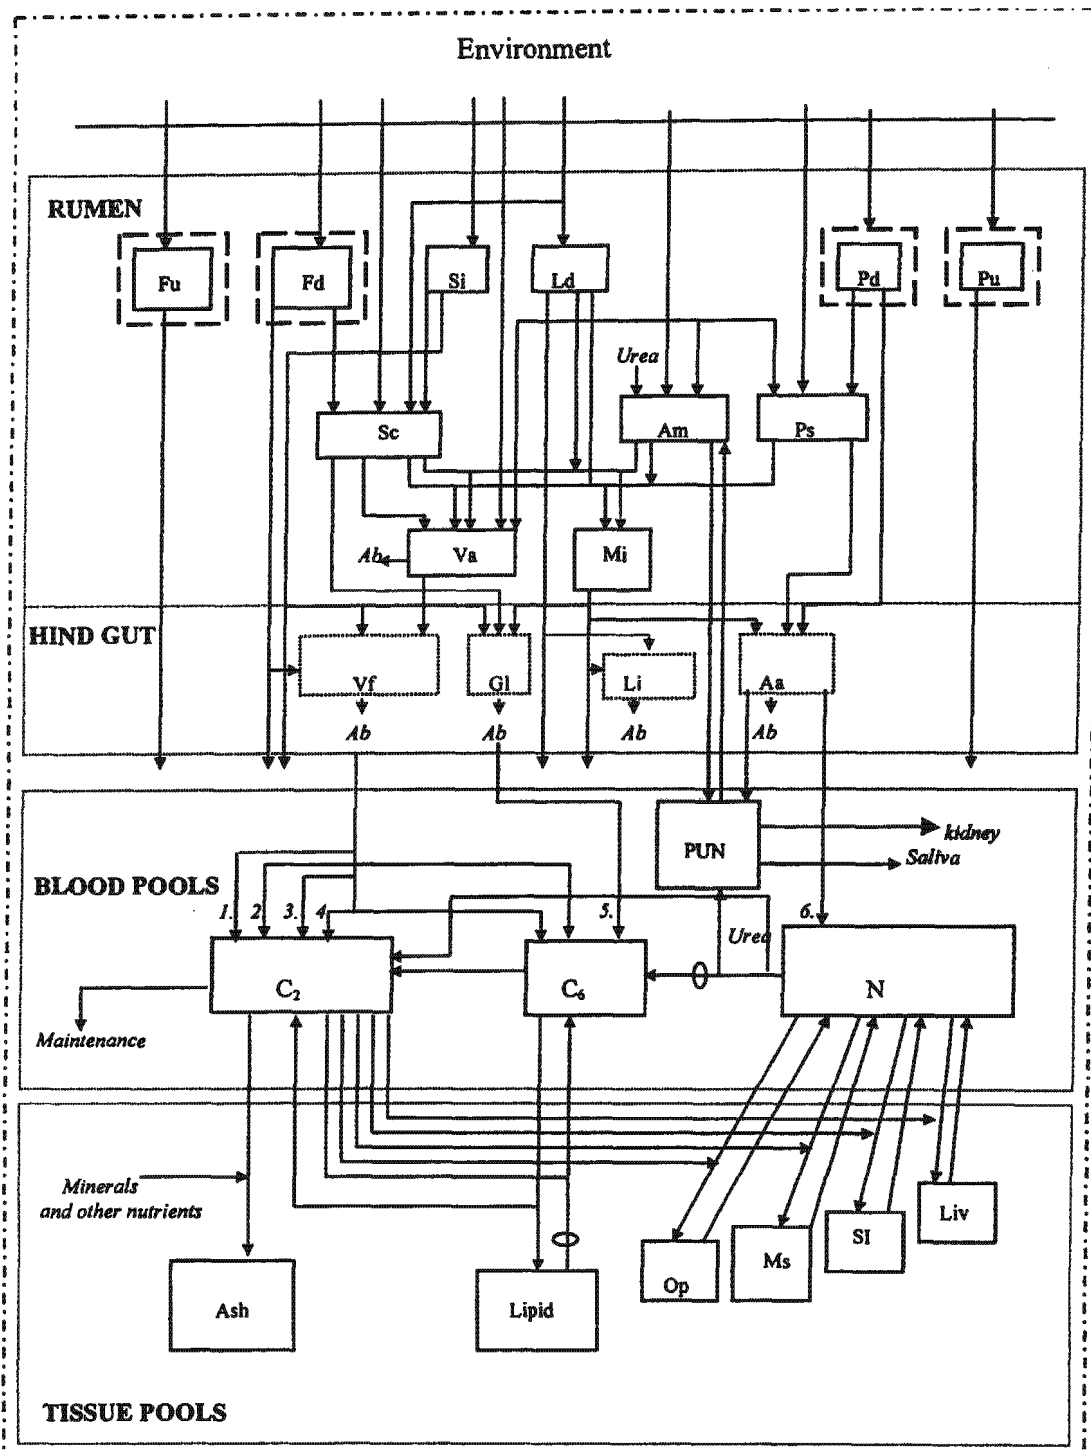 Environment
RUMEN
Fu
Fd
Si
Ld
Pd
Pu
Urea
Sc
Am
Ps
Ab
Va
Mi
HIND GUT
Vf
Gl
Li
Aa
Ab
Ab
Ab
Ab
PUN
kidney
Saliva
BLOOD POOLS
1.
2.
3.
4
5.
6.
Urea
C₂
C₆
N
Maintenance
Minerals
and other nutrients
Liv
SI
Ms
Op
Ash
Lipid
TISSUE POOLS